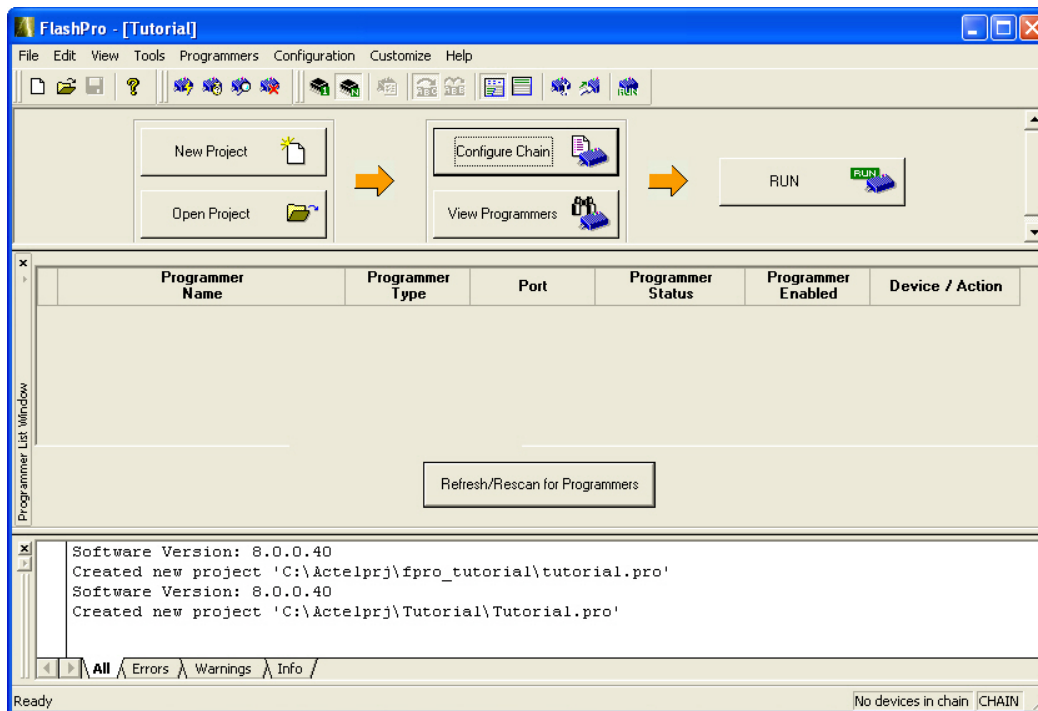 FlashPro - [Tutorial]
File Edit View Tools Programmers Configuration Customize Help
New Project
Configure Chain
RUN
RUN
Open Project
View Programmers
Programmer Name
Programmer Type
Port
Programmer Status
Programmer Enabled
Device / Action
Programmer List Window
Refresh/Rescan for Programmers
Software Version: 8.0.0.40
Created new project 'C:\Actelprj\fpro_tutorial\tutorial.pro'
Software Version: 8.0.0.40
Created new project 'C:\Actelprj\Tutorial\Tutorial.pro'
All Errors Warnings Info
Ready
No devices in chain CHAIN